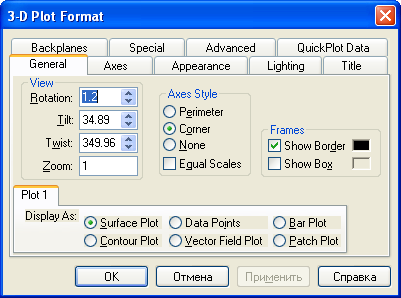 3-D Plot Format
Backplanes Special Advanced QuickPlot Data
General Axes Appearance Lighting Title
View
Rotation: 1.2
Tilt: 34.89
Twist: 349.96
Zoom: 1
Axes Style
Perimeter
Corner
None
Equal Scales
Frames
Show Border
Show Box
Plot 1
Display As:
Surface Plot Data Points Bar Plot
Contour Plot Vector Field Plot Patch Plot
OK Отмена Применить Справка